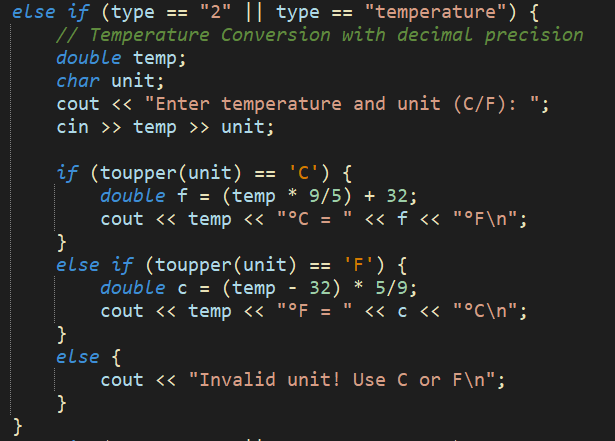 else if (type == "2" || type == "temperature") {
// Temperature Conversion with decimal precision
double temp;
char unit;
cout << "Enter temperature and unit (C/F): ";
cin >> temp >> unit;
if (toupper(unit) == 'C') {
double f = (temp * 9/5) + 32;
cout << temp << "°C = " << f << "°F\n";
}
else if (toupper(unit) == 'F') {
double c = (temp - 32) * 5/9;
cout << temp << "°F = " << c << "°C\n";
}
else {
cout << "Invalid unit! Use C or F\n";
}
}